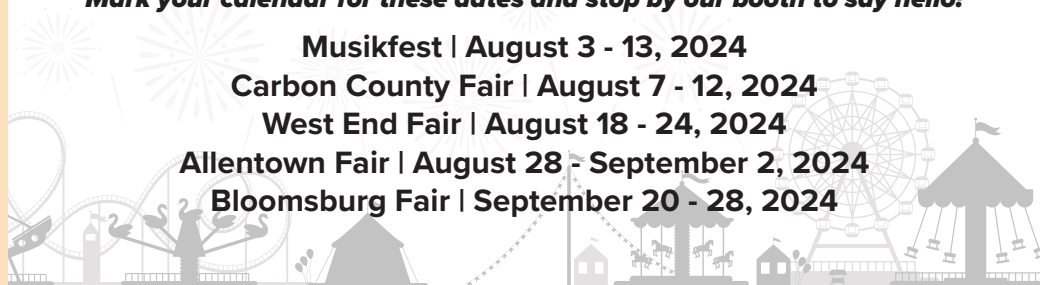 Mark your calendar for these dates and stop by our booth to say hello!
Musikfest | August 3 - 13, 2024
Carbon County Fair | August 7 - 12, 2024
West End Fair | August 18 - 24, 2024
Allentown Fair | August 28 - September 2, 2024
Bloomsburg Fair | September 20 - 28, 2024